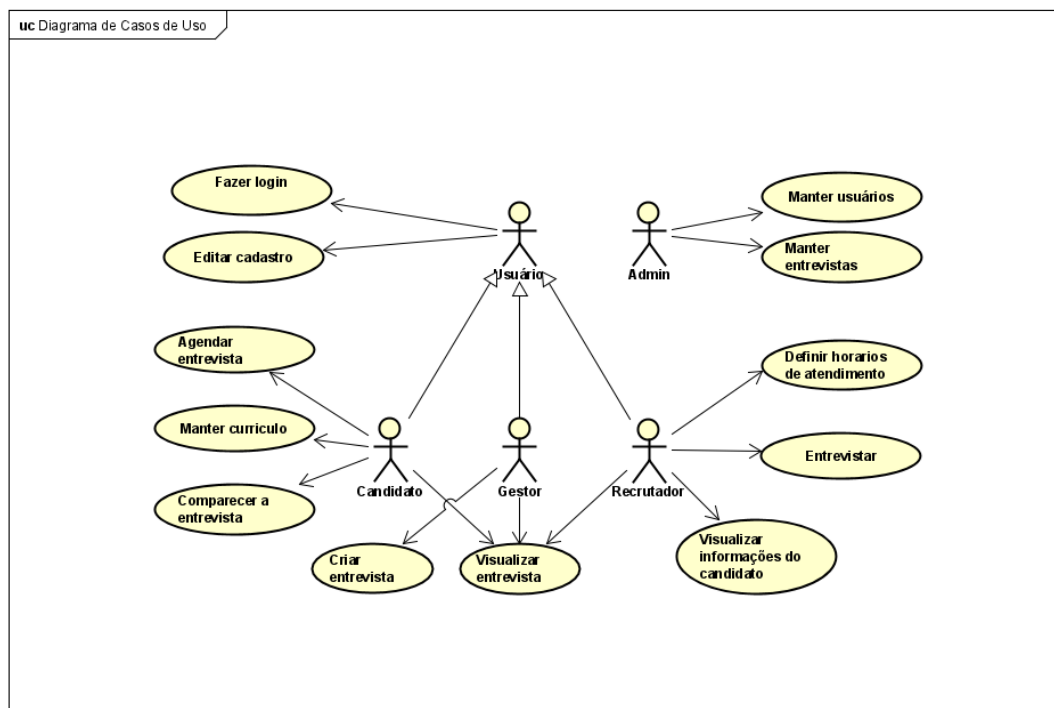 uc Diagrama de Casos de Uso
Fazer login
Editar cadastro
Usuário
Admin
Manter usuários
Manter
entrevistas
Agendar
entrevista
Manter curriculo
Comparecer a
entrevista
Candidato
Gestor
Recrutador
Definir horarios
de atendimento
Entrevistar
Criar
entrevista
Visualizar
entrevista
Visualizar
informações do
candidato